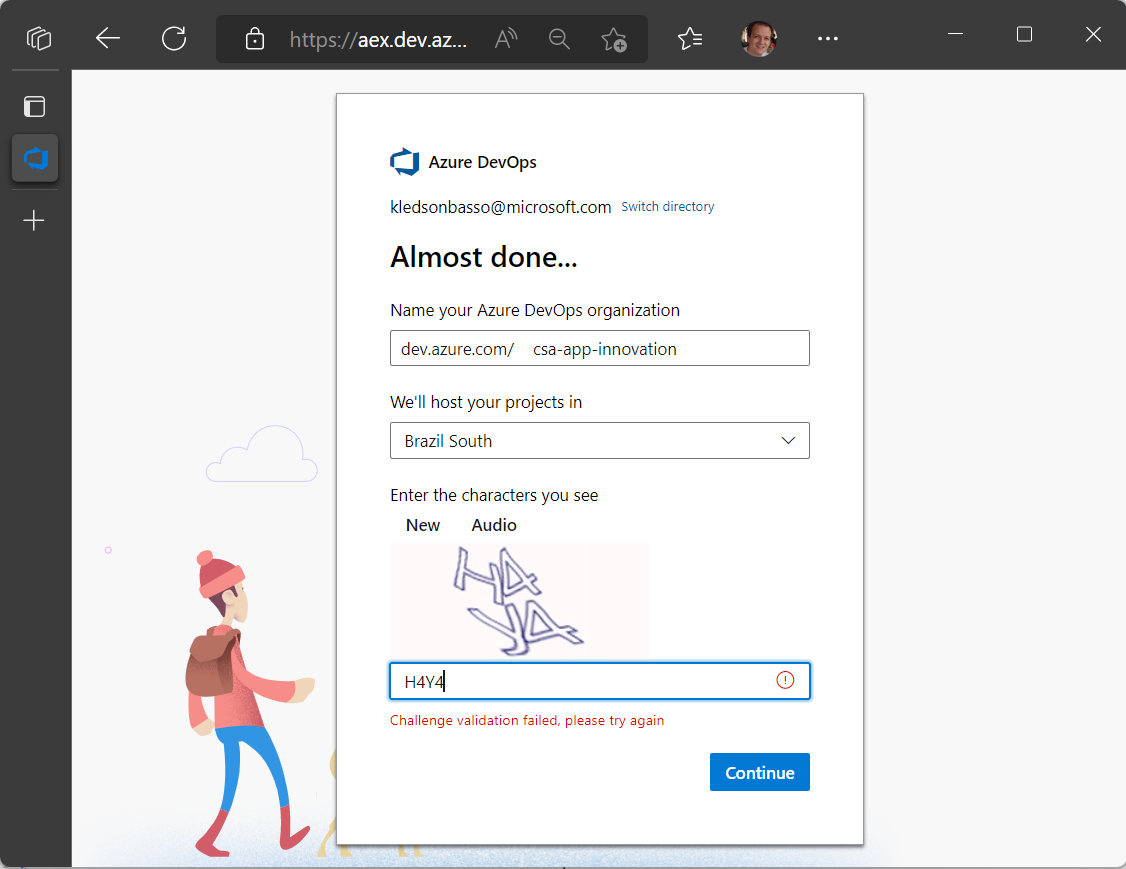 https://aex.dev.az...
Azure DevOps
kledsonbasso@microsoft.com Switch directory
Almost done...
Name your Azure DevOps organization
dev.azure.com/ csa-app-innovation
We'll host your projects in
Brazil South
Enter the characters you see
New Audio
H4
Y4
H4Y4
Challenge validation failed, please try again
Continue